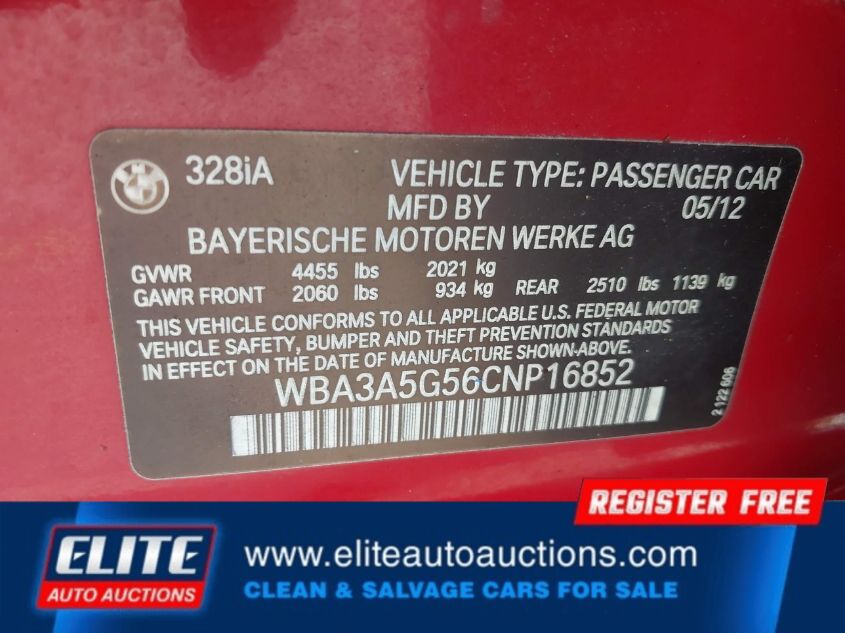 328iA VEHICLE TYPE: PASSENGER CAR
MFD BY 05/12
BAYERISCHE MOTOREN WERKE AG
GVWR 4455 lbs 2021 kg
GAWR FRONT 2060 lbs 934 kg REAR 2510 lbs 1139 kg
THIS VEHICLE CONFORMS TO ALL APPLICABLE U.S. FEDERAL MOTOR
VEHICLE SAFETY, BUMPER AND THEFT PREVENTION STANDARDS
IN EFFECT ON THE DATE OF MANUFACTURE SHOWN-ABOVE.
WBA3A5G56CNP16852
2 122 606
REGISTER FREE
ELITE
AUTO AUCTIONS
www.eliteautoauctions.com
CLEAN & SALVAGE CARS FOR SALE